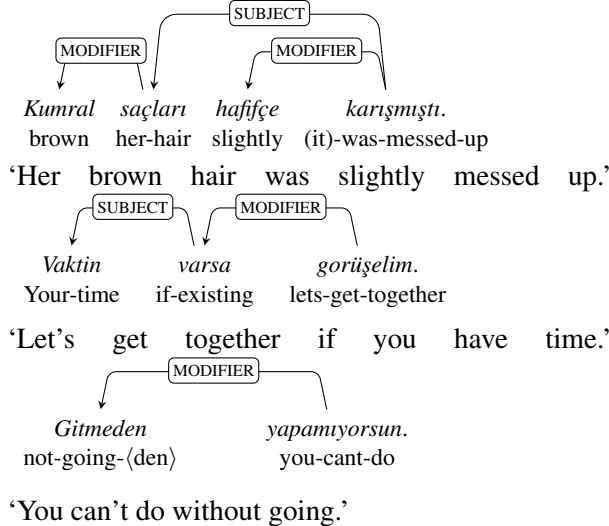 SUBJECT
MODIFIER MODIFIER
Kumral saçları hafifçe karışmıştı.
brown her-hair slightly (it)-was-messed-up
‘Her brown hair was slightly messed up.’
SUBJECT MODIFIER
Vaktin varsa gorüşelim.
Your-time if-existing lets-get-together
‘Let’s get together if you have time.’
MODIFIER
Gitmeden yapamıyorsun.
not-going-⟨den⟩ you-cant-do
‘You can’t do without going.’